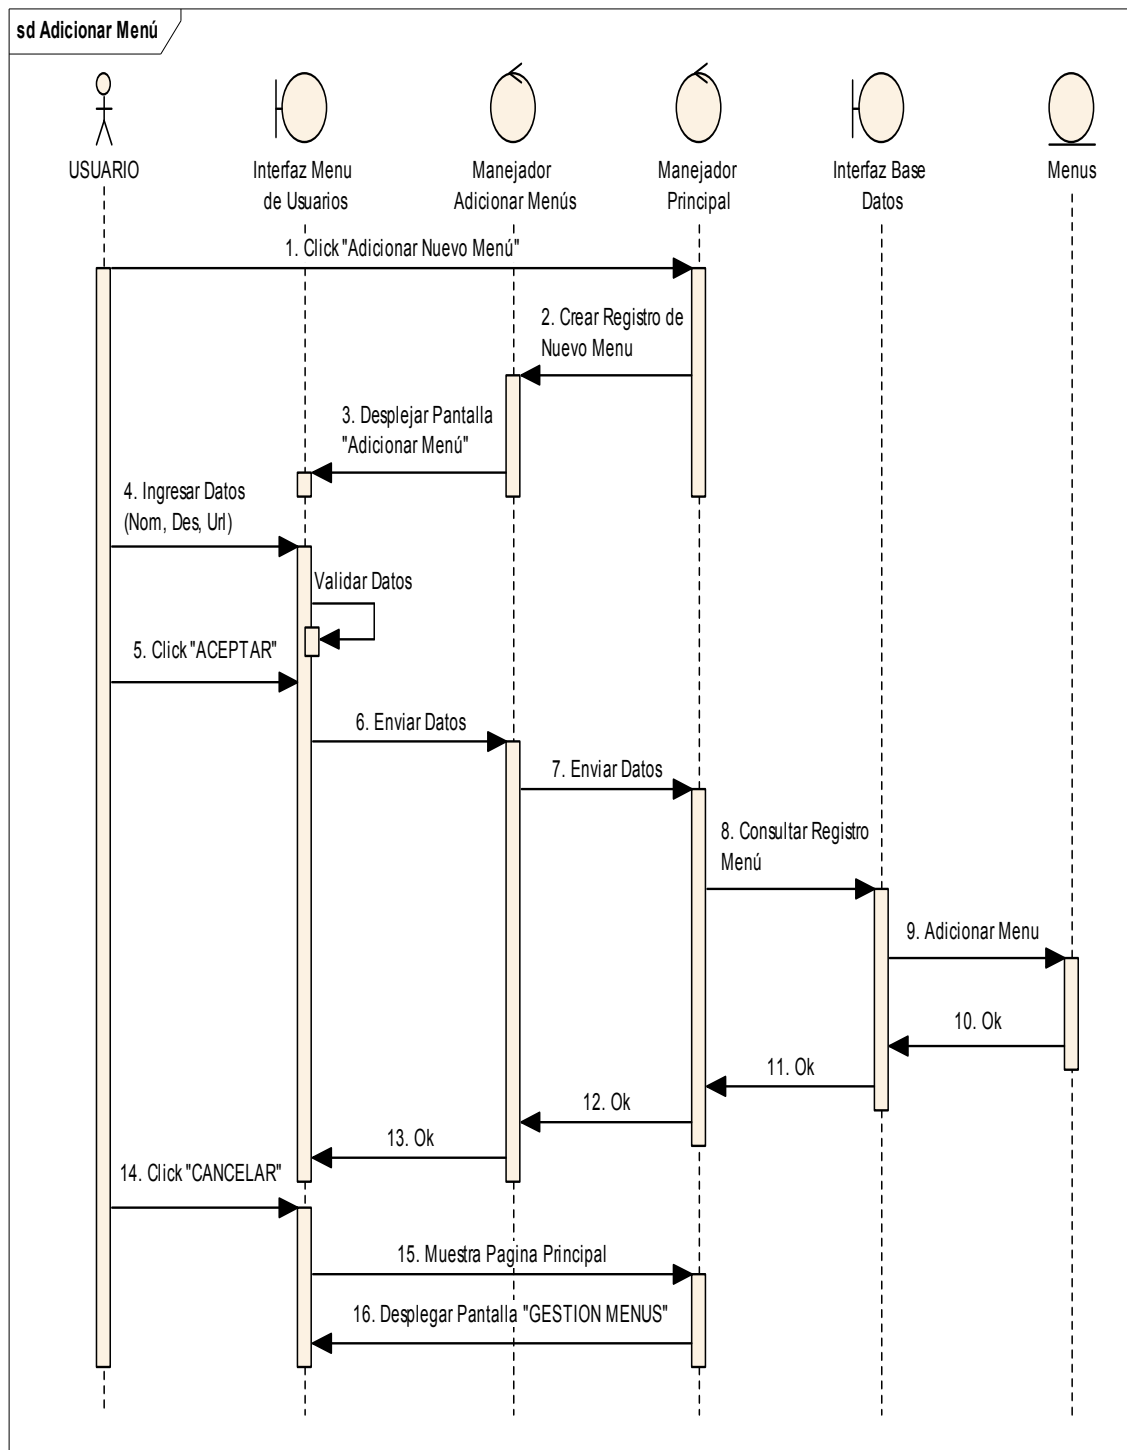 sd Adicionar Menú
USUARIO
Interfaz Menu
de Usuarios
Manejador
Adicionar Menús
Manejador
Principal
Interfaz Base
Datos
Menus
1. Click "Adicionar Nuevo Menú"
2. Crear Registro de
Nuevo Menu
3. Desplejar Pantalla
"Adicionar Menú"
4. Ingresar Datos
(Nom, Des, Url)
Validar Datos
5. Click "ACEPTAR"
6. Enviar Datos
7. Enviar Datos
8. Consultar Registro
Menú
9. Adicionar Menu
10. Ok
11. Ok
12. Ok
13. Ok
14. Click "CANCELAR"
15. Muestra Pagina Principal
16. Desplegar Pantalla "GESTION MENUS"